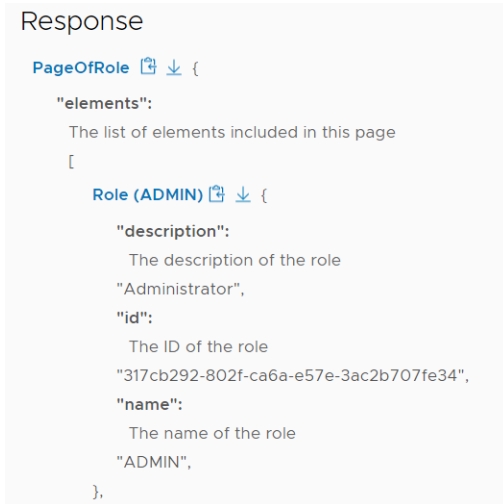 Response
PageOfRole {
"elements":
The list of elements included in this page
[
Role (ADMIN) {
"description":
The description of the role
"Administrator",
"id":
The ID of the role
"317cb292-802f-ca6a-e57e-3ac2b707fe34",
"name":
The name of the role
"ADMIN",
},